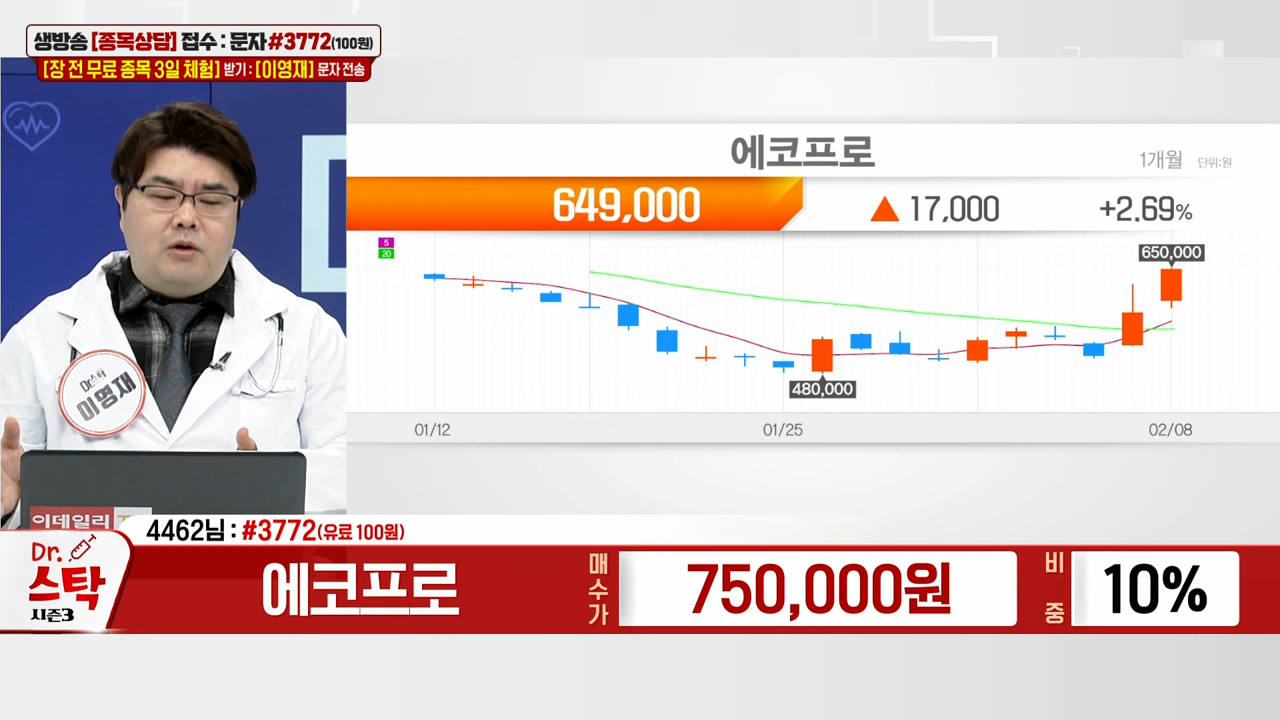 생방송 [종목상담] 접수 : 문자#3772(100원)
[장 전 무료 종목 3일 체험] 받기 : [이영재] 문자 전송
에코프로
1개월 단위:원
649,000 ▲ 17,000 +2.69%
5
20
650,000
480,000
01/12 01/25 02/08
Dr.스탁
이영재
이데일리
4462님 : #3772(유료 100원)
Dr.
스탁
시즌3
에코프로 매수가 750,000원 비중 10%